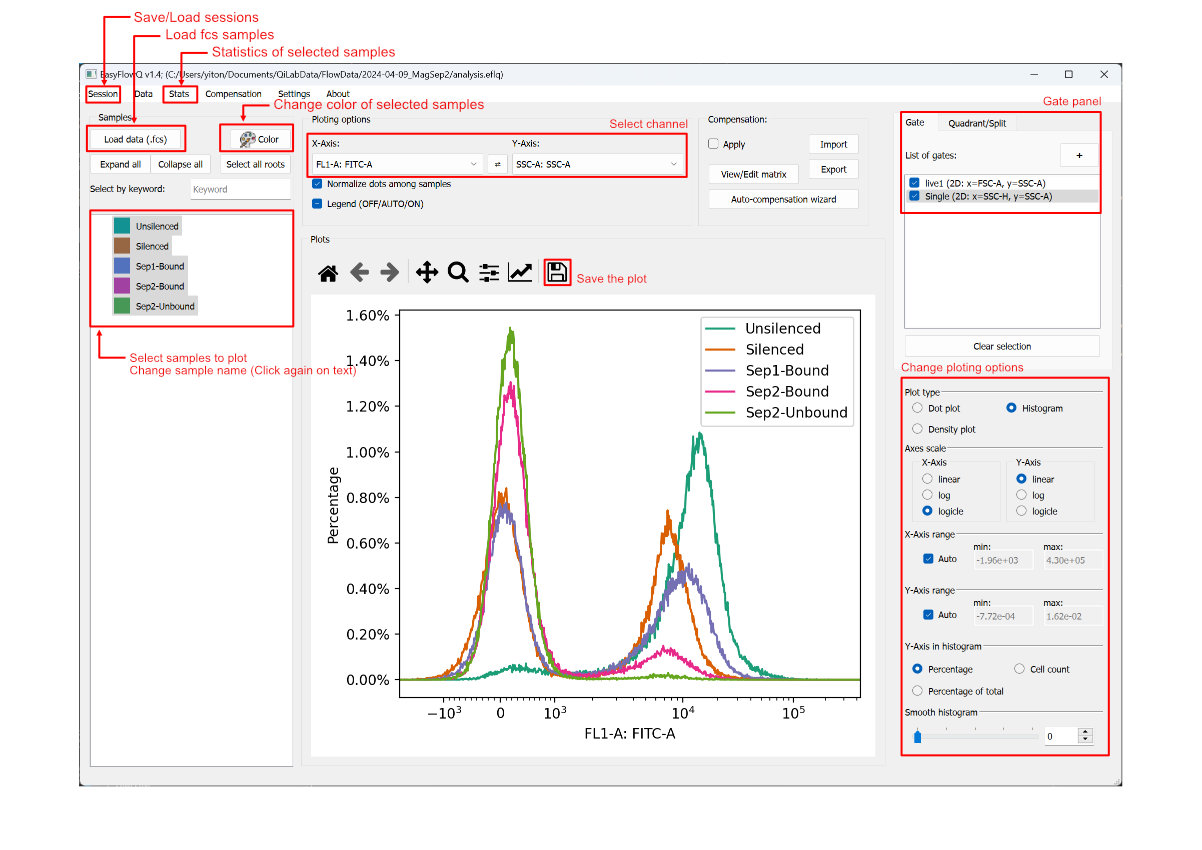 Save/Load sessions
Load fcs samples
Statistics of selected samples
EasyFlowQ v1.4; (C:/Users/yiton/Documents/QiLabData/FlowData/2024-04-09_MagSep2/analysis.eflq)
Session Data Stats Compensation Settings About
Change color of selected samples
Gate panel
Samples
Load data (.fcs)
Color
Expand all
Collapse all
Select all roots
Select by keyword:
Keyword
Unsilenced
Silenced
Sep1-Bound
Sep2-Bound
Sep2-Unbound
Select samples to plot
Change sample name (Click again on text)
Ploting options
Select channel
X-Axis:
Y-Axis:
FL1-A: FITC-A
SSC-A: SSC-A
Normalize dots among samples
Legend (OFF/AUTO/ON)
Compensation:
Apply
Import
View/Edit matrix
Export
Auto-compensation wizard
Plots
Save the plot
1.60%
1.40%
1.20%
1.00%
0.80%
0.60%
0.40%
0.20%
0.00%
Percentage
Unsilenced
Silenced
Sep1-Bound
Sep2-Bound
Sep2-Unbound
−10³ 0 10³ 10⁴ 10⁵
FL1-A: FITC-A
Gate
Quadrant/Split
List of gates:
+
live1 (2D: x=FSC-A, y=SSC-A)
Single (2D: x=SSC-H, y=SSC-A)
Clear selection
Change ploting options
Plot type
Dot plot
Histogram
Density plot
Axes scale
X-Axis
Y-Axis
linear
linear
log
log
logicle
logicle
X-Axis range
Auto
min:
max:
-1.96e+03
4.30e+05
Y-Axis range
Auto
min:
max:
-7.72e-04
1.62e-02
Y-Axis in histogram
Percentage
Cell count
Percentage of total
Smooth histogram
0